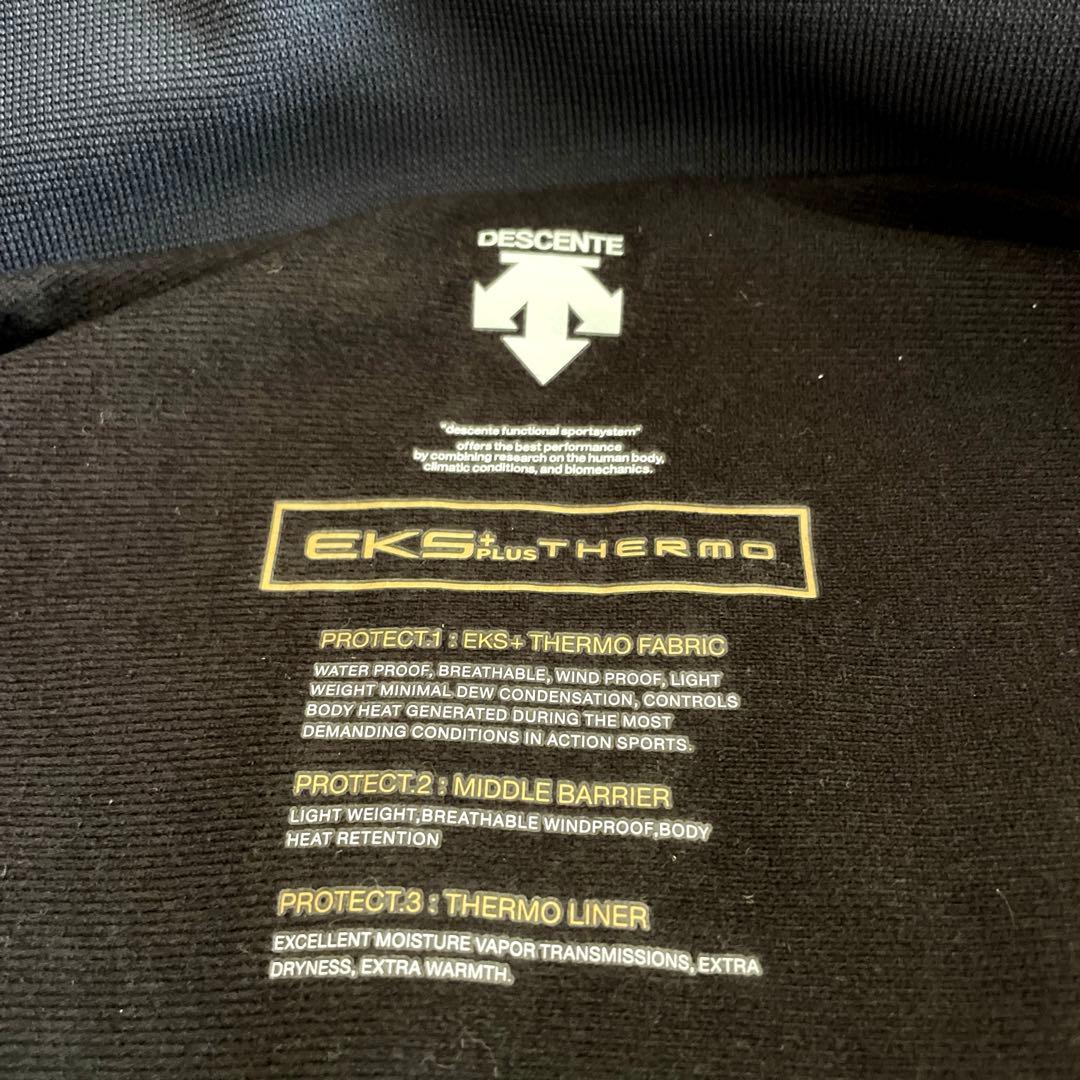 DESCENTE
"descente functional sportsystem"
offers the best performance
by combining research on the human body,
climatic conditions, and biomechanics.
EKS+ PLUS THERMO
PROTECT.1 : EKS+ THERMO FABRIC
WATER PROOF, BREATHABLE, WIND PROOF, LIGHT
WEIGHT MINIMAL DEW CONDENSATION, CONTROLS
BODY HEAT GENERATED DURING THE MOST
DEMANDING CONDITIONS IN ACTION SPORTS.
PROTECT.2 : MIDDLE BARRIER
LIGHT WEIGHT,BREATHABLE WINDPROOF,BODY
HEAT RETENTION
PROTECT.3 : THERMO LINER
EXCELLENT MOISTURE VAPOR TRANSMISSIONS, EXTRA
DRYNESS, EXTRA WARMTH.